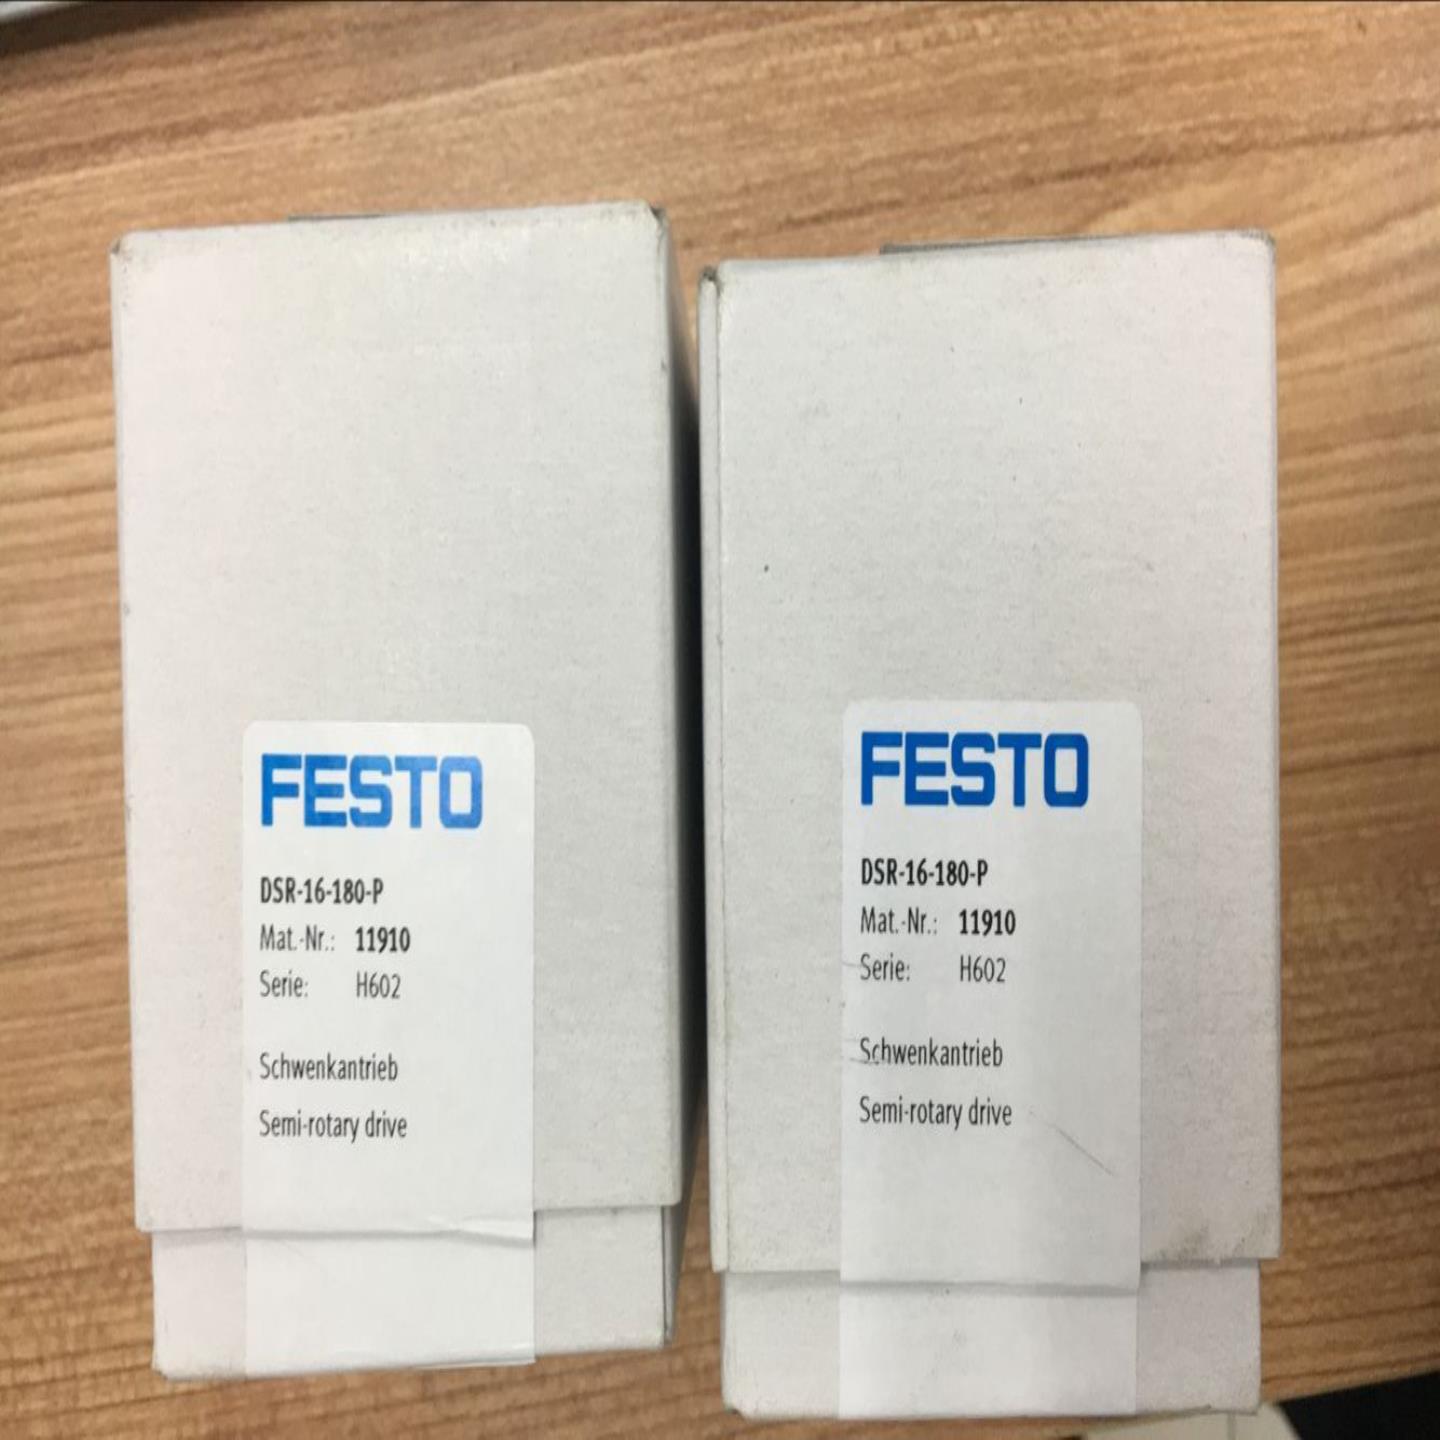 FESTO
DSR-16-180-P
Mat.-Nr.: 11910
Serie: H602
Schwenkantrieb
Semi-rotary drive
FESTO
DSR-16-180-P
Mat.-Nr.: 11910
Serie: H602
Schwenkantrieb
Semi-rotary drive